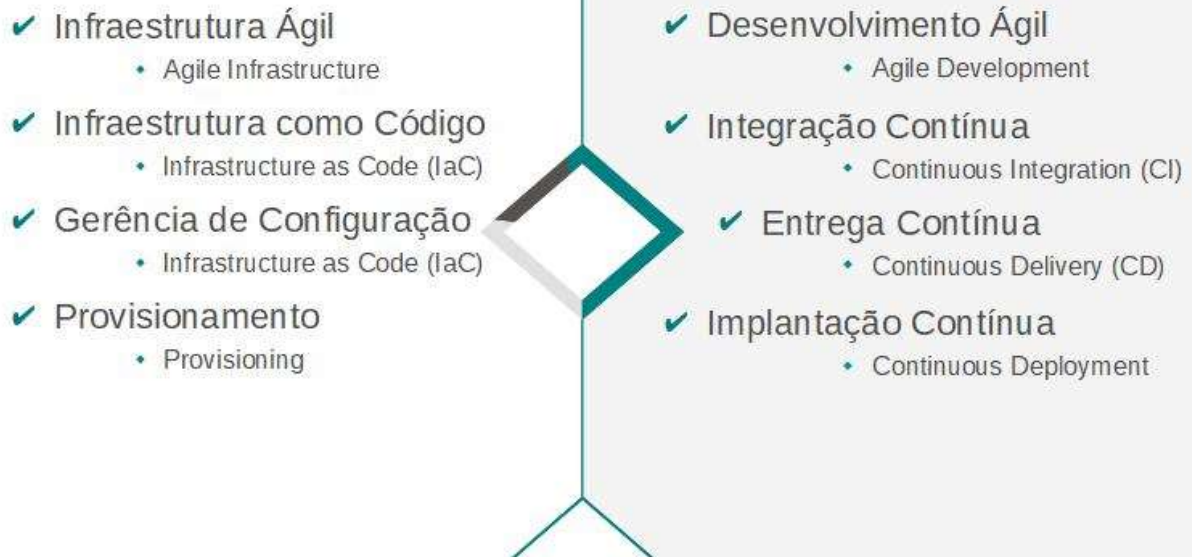 Infraestrutura Ágil
Agile Infrastructure
Infraestrutura como Código
Infrastructure as Code (IaC)
Gerência de Configuração
Infrastructure as Code (IaC)
Provisionamento
Provisioning
Desenvolvimento Ágil
Agile Development
Integração Contínua
Continuous Integration (CI)
Entrega Contínua
Continuous Delivery (CD)
Implantação Contínua
Continuous Deployment